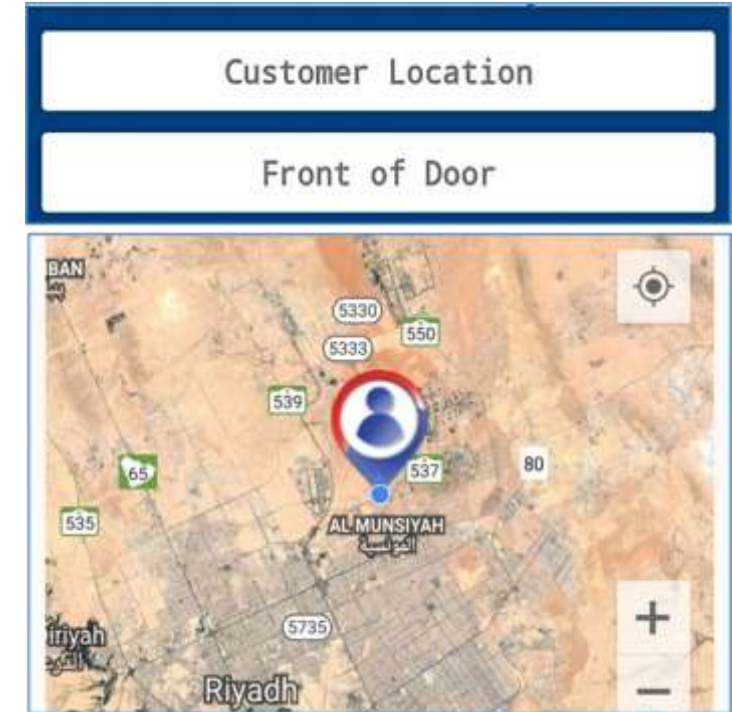 Customer Location
Front of Door
BAN
5330
550
5333
539
65
537
80
535
AL MUNSIYAH
المونسية
5735
iriyah
Riyadh